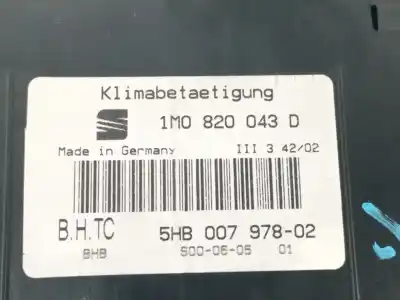 Klimabetaetigung
1M0 820 043 D
Made in Germany III 3 42/02
B.H.TC 5HB 007 978-02
BHB S00-06-05 01